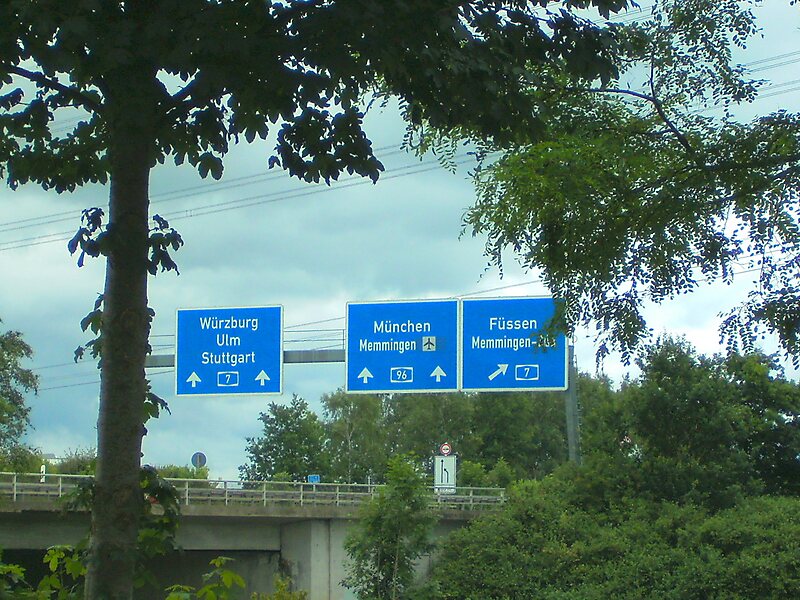 Würzburg
Ulm
Stuttgart
7
München
Memmingen
96
Füssen
Memmingen-
7